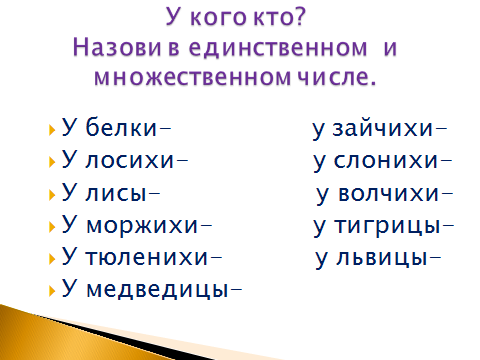 У кого кто?
Назови в единственном и
множественном числе.
У белки- у зайчихи-
У лосихи- у слонихи-
У лисы- у волчихи-
У моржихи- у тигрицы-
У тюленихи- у львицы-
У медведицы-